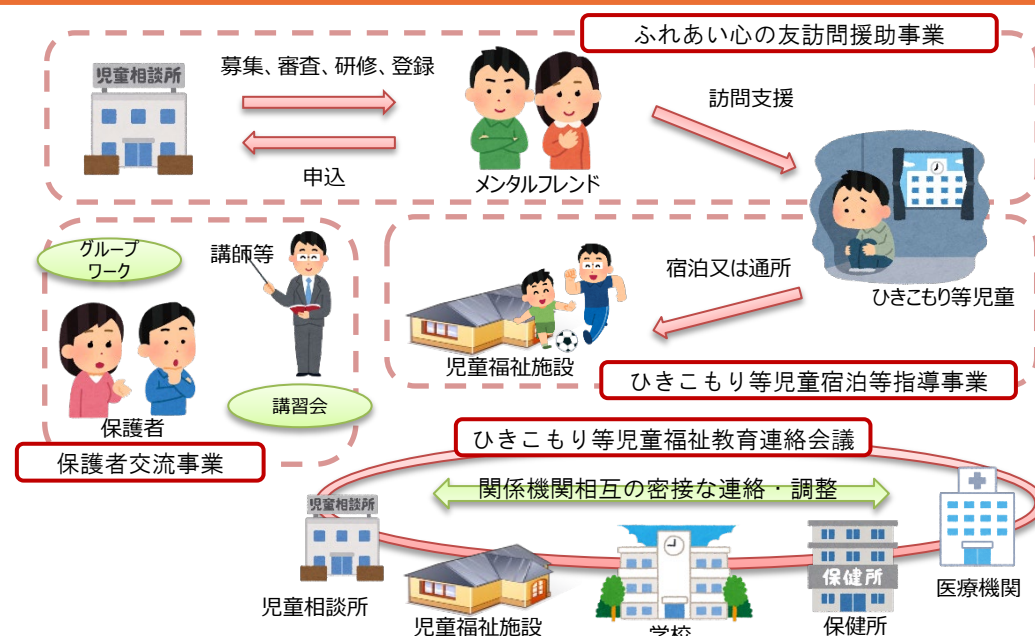 ふれあい心の友訪問援助事業
児童相談所
募集、審査、研修、登録
申込
メンタルフレンド
訪問支援
ひきこもり等児童
グループ
ワーク
講師等
保護者
講習会
保護者交流事業
宿泊又は通所
児童福祉施設
ひきこもり等児童宿泊等指導事業
ひきこもり等児童福祉教育連絡会議
関係機関相互の密接な連絡・調整
児童相談所
児童相談所
児童福祉施設
学校
保健所
保健所
医療機関